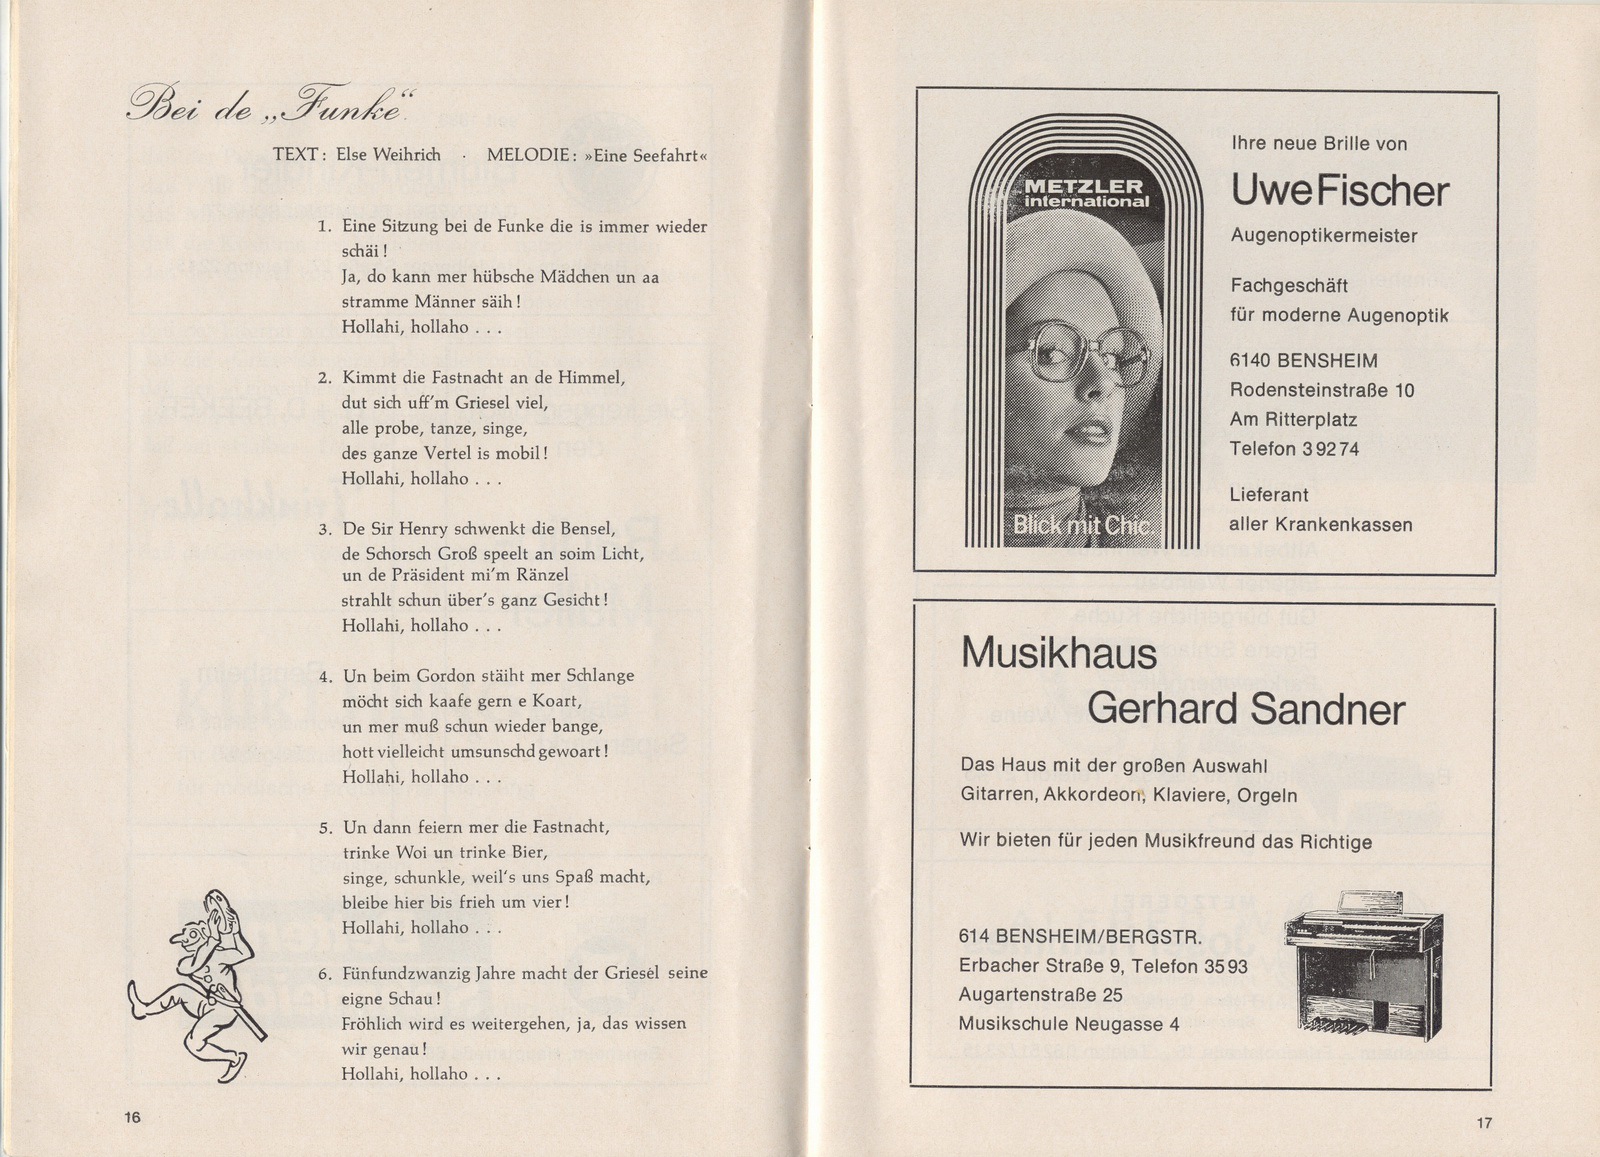 Bei de „Funke“
TEXT: Else Weihrich · MELODIE: »Eine Seefahrt«
1. Eine Sitzung bei de Funke die is immer wieder
schäi!
Ja, do kann mer hübsche Mädchen un aa
stramme Männer säih!
Hollahi, hollaho . . .
2. Kimmt die Fastnacht an de Himmel,
dut sich uff'm Griesel viel,
alle probe, tanze, singe,
des ganze Vertel is mobil!
Hollahi, hollaho . . .
3. De Sir Henry schwenkt die Bensel,
de Schorsch Groß speelt an soim Licht,
un de Präsident mi'm Ränzel
strahlt schun über's ganz Gesicht!
Hollahi, hollaho . . .
4. Un beim Gordon stäiht mer Schlange
möcht sich kaafe gern e Koart,
un mer muß schun wieder bange,
hott vielleicht umsunschd gewoart!
Hollahi, hollaho . . .
5. Un dann feiern mer die Fastnacht,
trinke Woi un trinke Bier,
singe, schunkle, weil's uns Spaß macht,
bleibe hier bis frieh um vier!
Hollahi, hollaho . . .
6. Fünfundzwanzig Jahre macht der Griesel seine
eigne Schau!
Fröhlich wird es weitergehen, ja, das wissen
wir genau!
Hollahi, hollaho . . .
16
METZLER
international
Blick mit Chic
Ihre neue Brille von
Uwe Fischer
Augenoptikermeister
Fachgeschäft
für moderne Augenoptik
6140 BENSHEIM
Rodensteinstraße 10
Am Ritterplatz
Telefon 3 92 74
Lieferant
aller Krankenkassen
Musikhaus
Gerhard Sandner
Das Haus mit der großen Auswahl
Gitarren, Akkordeon, Klaviere, Orgeln
Wir bieten für jeden Musikfreund das Richtige
614 BENSHEIM/BERGSTR.
Erbacher Straße 9, Telefon 35 93
Augartenstraße 25
Musikschule Neugasse 4
17